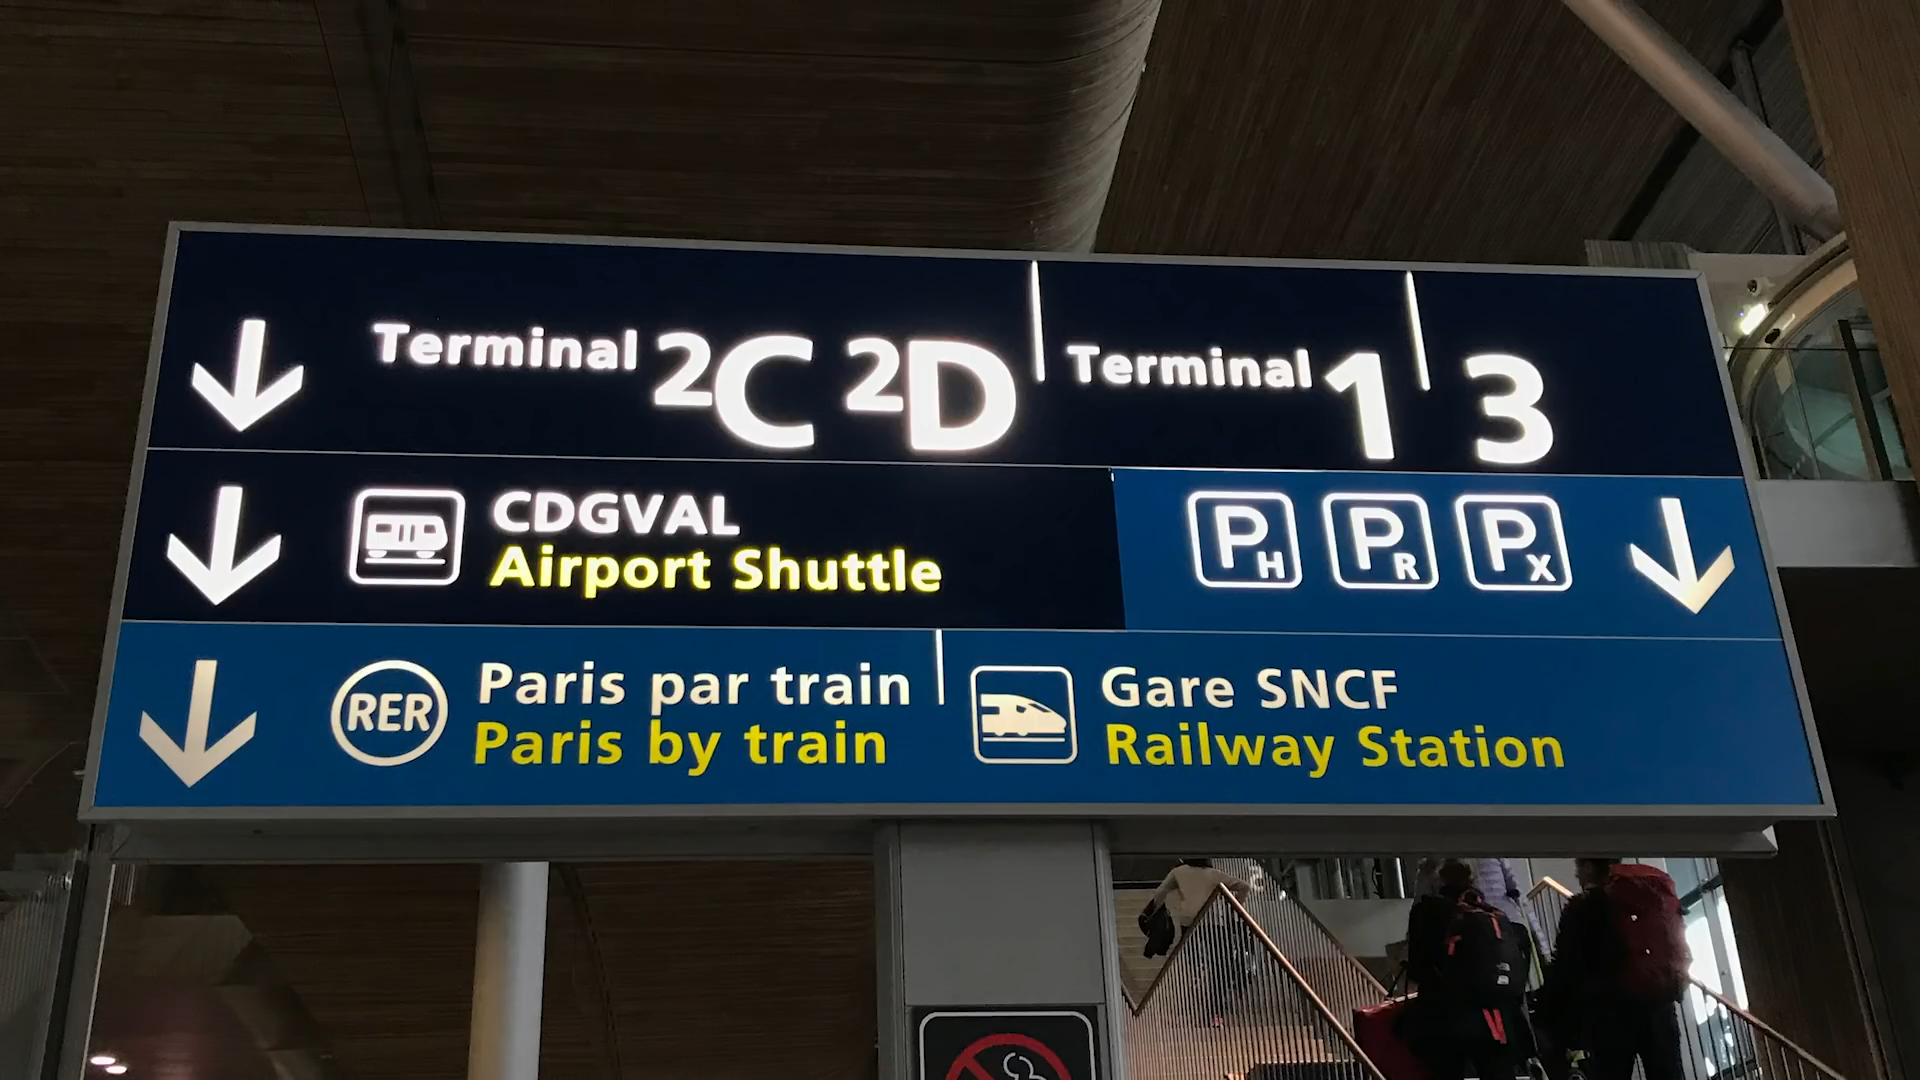 Terminal 2C 2D Terminal 1 3
CDGVAL
Airport Shuttle
PH PR PX
RER
Paris par train
Paris by train
Gare SNCF
Railway Station